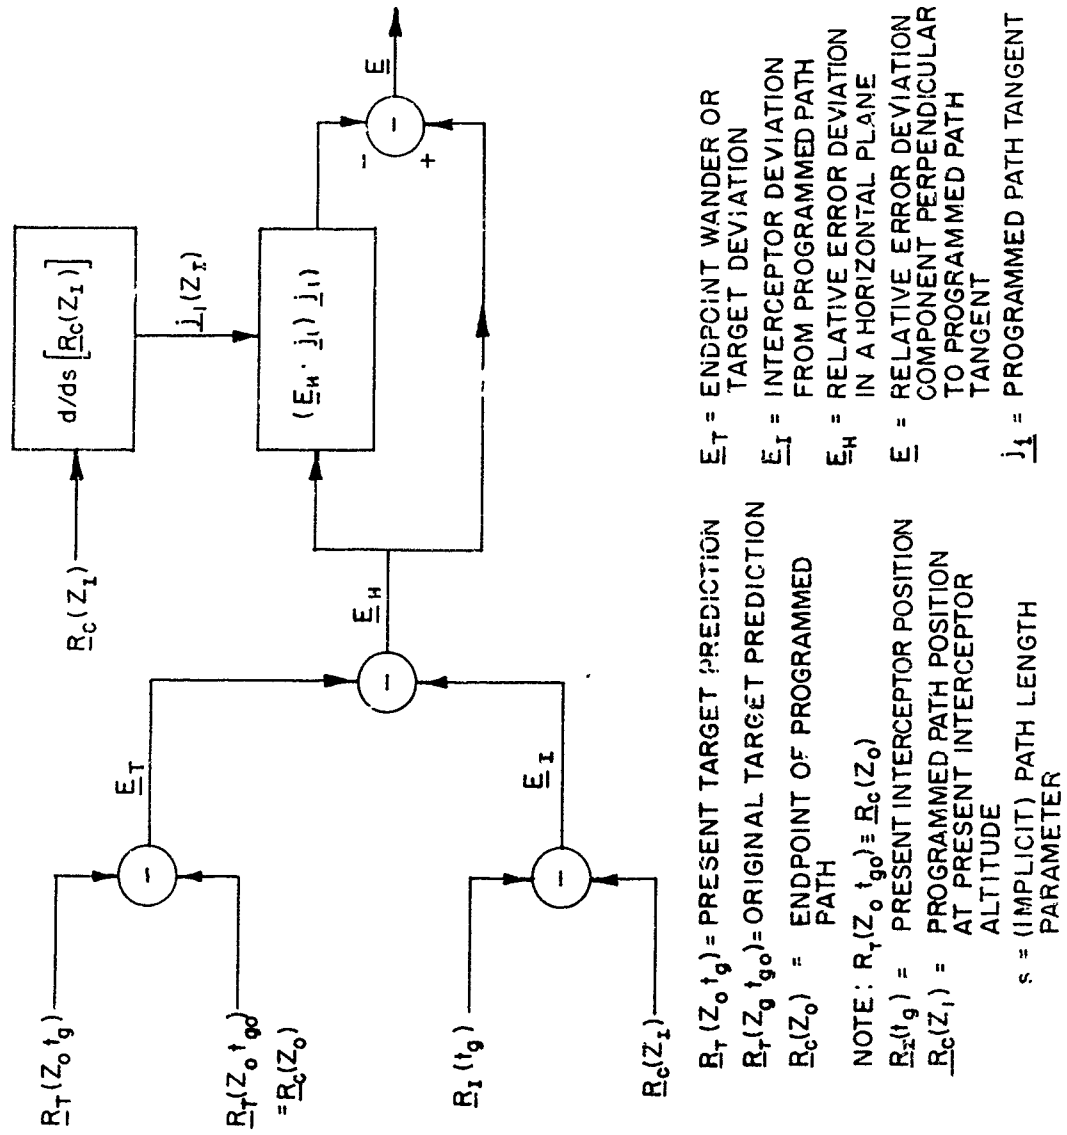 R_T(Z_o t_g)
R_T(Z_o t_go)
=R_C(Z_o)
R_I(t_g)
R_C(Z_I)
−
−
E_T
E_I
−
E_H
R_C(Z_I)
d/ds[R_C(Z_I)]
j_1(Z_I)
(E_H · j_1) j_1)
−
−
+
E
R_T(Z_o t_g) = PRESENT TARGET PREDICTION
R_T(Z_g t_go) = ORIGINAL TARGET PREDICTION
R_C(Z_o) = ENDPOINT OF PROGRAMMED
PATH
NOTE: R_T(Z_o t_go) = R_C(Z_o)
R_I(t_g) = PRESENT INTERCEPTOR POSITION
R_C(Z_1) = PROGRAMMED PATH POSITION
AT PRESENT INTERCEPTOR
ALTITUDE
s = (IMPLICIT) PATH LENGTH
PARAMETER
E_T = ENDPOINT WANDER OR
TARGET DEVIATION
E_I = INTERCEPTOR DEVIATION
FROM PROGRAMMED PATH
E_H = RELATIVE ERROR DEVIATION
IN A HORIZONTAL PLANE
E = RELATIVE ERROR DEVIATION
COMPONENT PERPENDICULAR
TO PROGRAMMED PATH
TANGENT
j_1 = PROGRAMMED PATH TANGENT